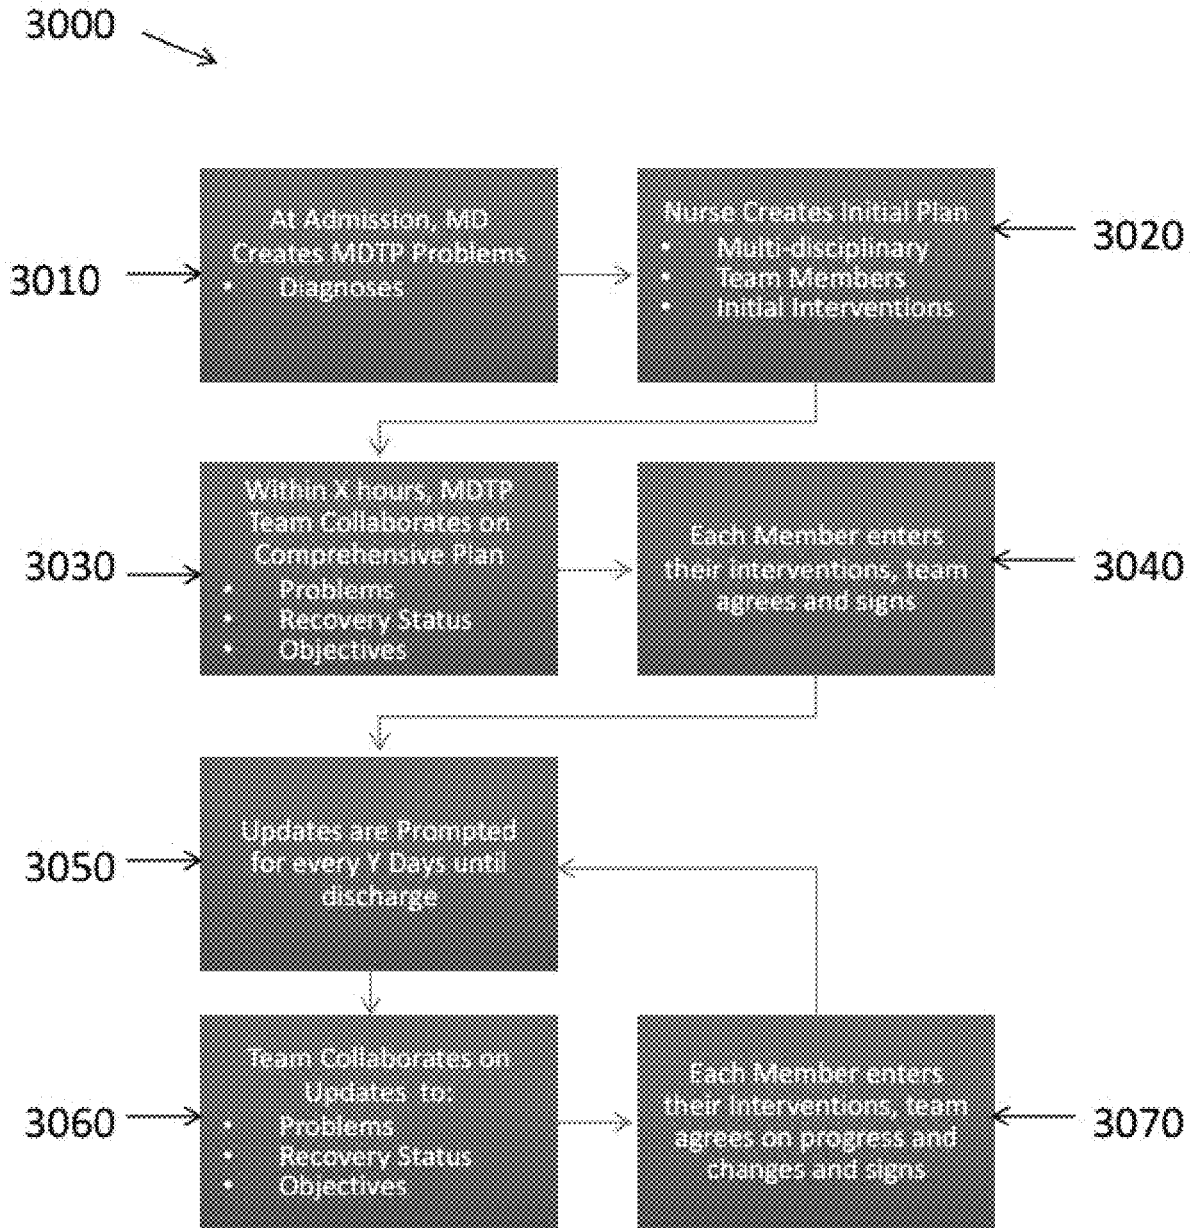 3000
At Admission, MD
Creates MDTP Problems
• Diagnoses
3010
Nurse Creates Initial Plan
• Multi-disciplinary
• Team Members
• Initial Interventions
3020
Within X hours, MDTP
Team Collaborates on
Comprehensive Plan
• Problems
• Recovery Status
• Objectives
3030
Each Member enters
their interventions, team
agrees and signs
3040
Updates are Prompted
for every Y Days until
discharge
3050
Team Collaborates on
Updates to:
• Problems
• Recovery Status
• Objectives
3060
Each Member enters
their interventions, team
agrees on progress and
changes and signs
3070